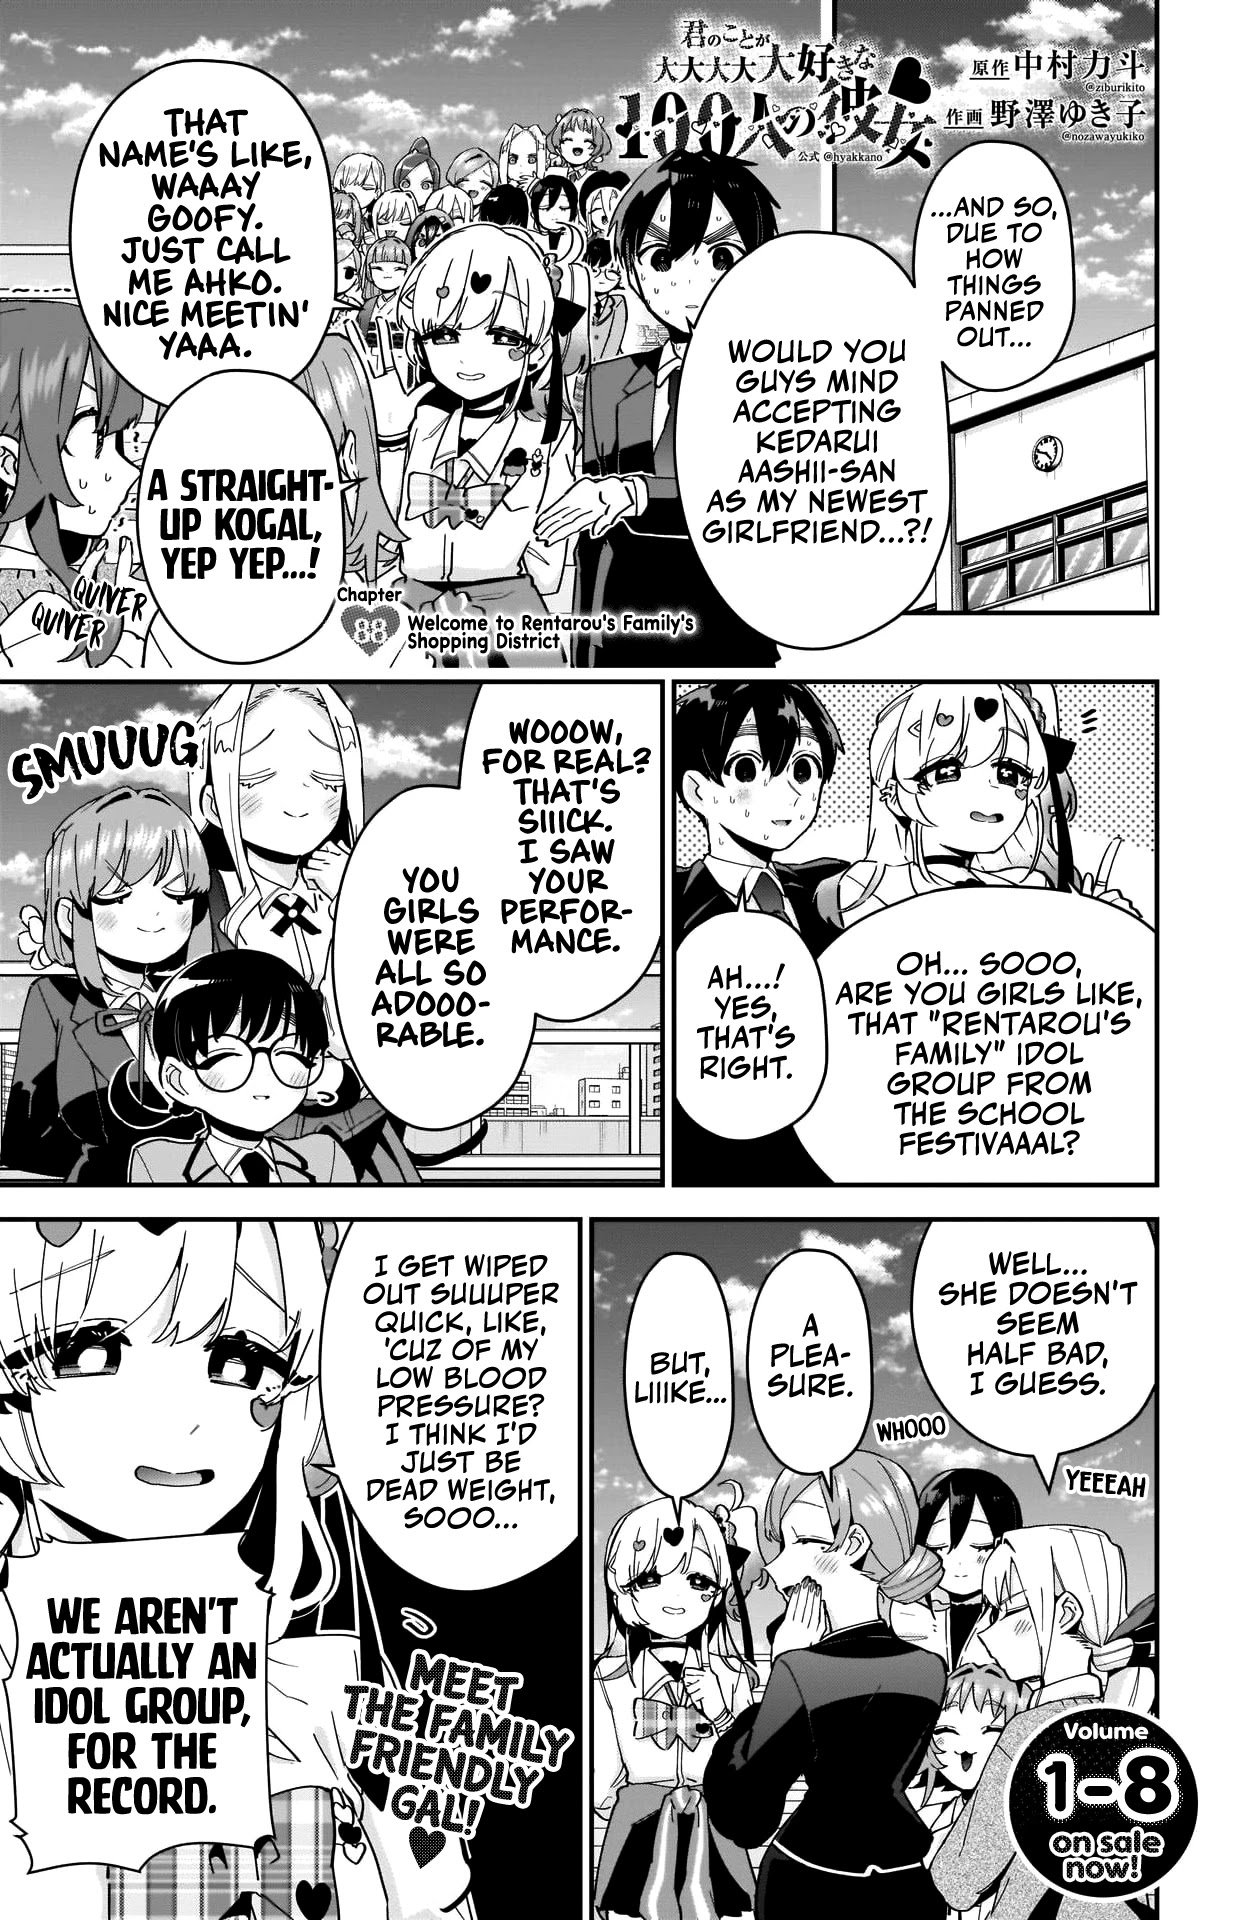 君のことが
大大大大大好きな
100人の彼女
公式 @hyakkano
原作 中村力斗
@ziburikito
作画 野澤ゆき子
@nozawayukiko
...AND SO,
DUE TO
HOW
THINGS
PANNED
OUT...
WOULD YOU
GUYS MIND
ACCEPTING
KEDARUI
AASHII-SAN
AS MY NEWEST
GIRLFRIEND...?!
THAT
NAME'S LIKE,
WAAAY
GOOFY.
JUST CALL
ME AHKO.
NICE MEETIN'
YAAA.
A STRAIGHT-
UP KOGAL,
YEP YEP...!
QUIVER
QUIVER
Chapter
88
Welcome to Rentarou's Family's
Shopping District
OH... SOOO,
ARE YOU GIRLS LIKE,
THAT "RENTAROU'S
FAMILY" IDOL
GROUP FROM
THE SCHOOL
FESTIVAAAL?
AH...!
YES,
THAT'S
RIGHT.
WOOOW,
FOR REAL?
THAT'S
SIIICK.
I SAW
YOUR
PERFOR-
MANCE.
YOU
GIRLS
WERE
ALL SO
ADOOO-
RABLE.
SMUUUG
WELL...
SHE DOESN'T
SEEM
HALF BAD,
I GUESS.
YEEEAH
A
PLEA-
SURE.
WHOOO
BUT,
LIIIKE...
I GET WIPED
OUT SUUUPER
QUICK, LIKE,
'CUZ OF MY
LOW BLOOD
PRESSURE?
I THINK I'D
JUST BE
DEAD WEIGHT,
SOOO...
WE AREN'T
ACTUALLY AN
IDOL GROUP,
FOR THE
RECORD.
MEET
THE FAMILY
FRIENDLY
GAL!
Volume
1-8
on sale
now!